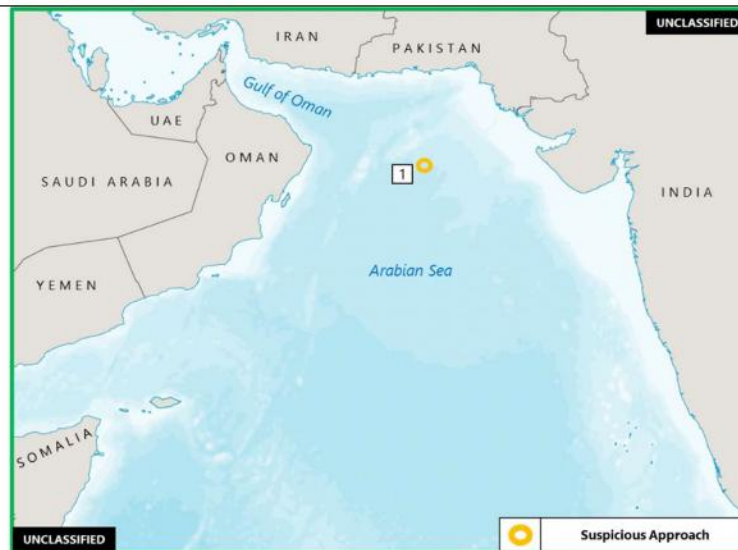 UNCLASSIFIED
IRAN
PAKISTAN
Gulf of Oman
UAE
OMAN
1
SAUDI ARABIA
INDIA
Arabian Sea
YEMEN
SOMALIA
UNCLASSIFIED
Suspicious Approach